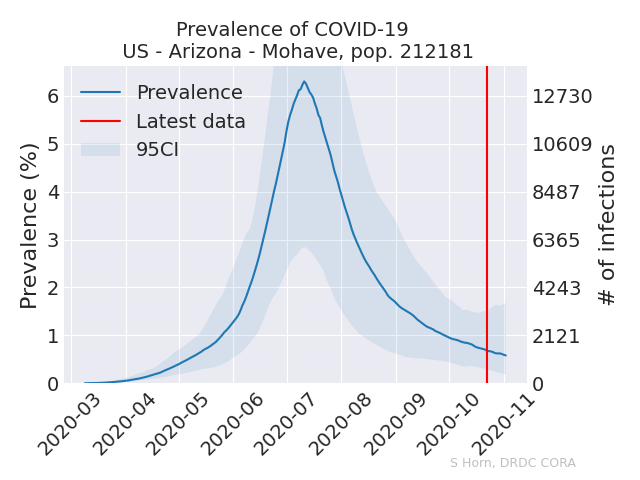 Prevalence of COVID-19
US - Arizona - Mohave, pop. 212181
Prevalence
Latest data
95CI
Prevalence (%)
6
5
4
3
2
1
0
12730
10609
8487
6365
4243
2121
0
# of infections
2020-03
2020-04
2020-05
2020-06
2020-07
2020-08
2020-09
2020-10
2020-11
S Horn, DRDC CORA